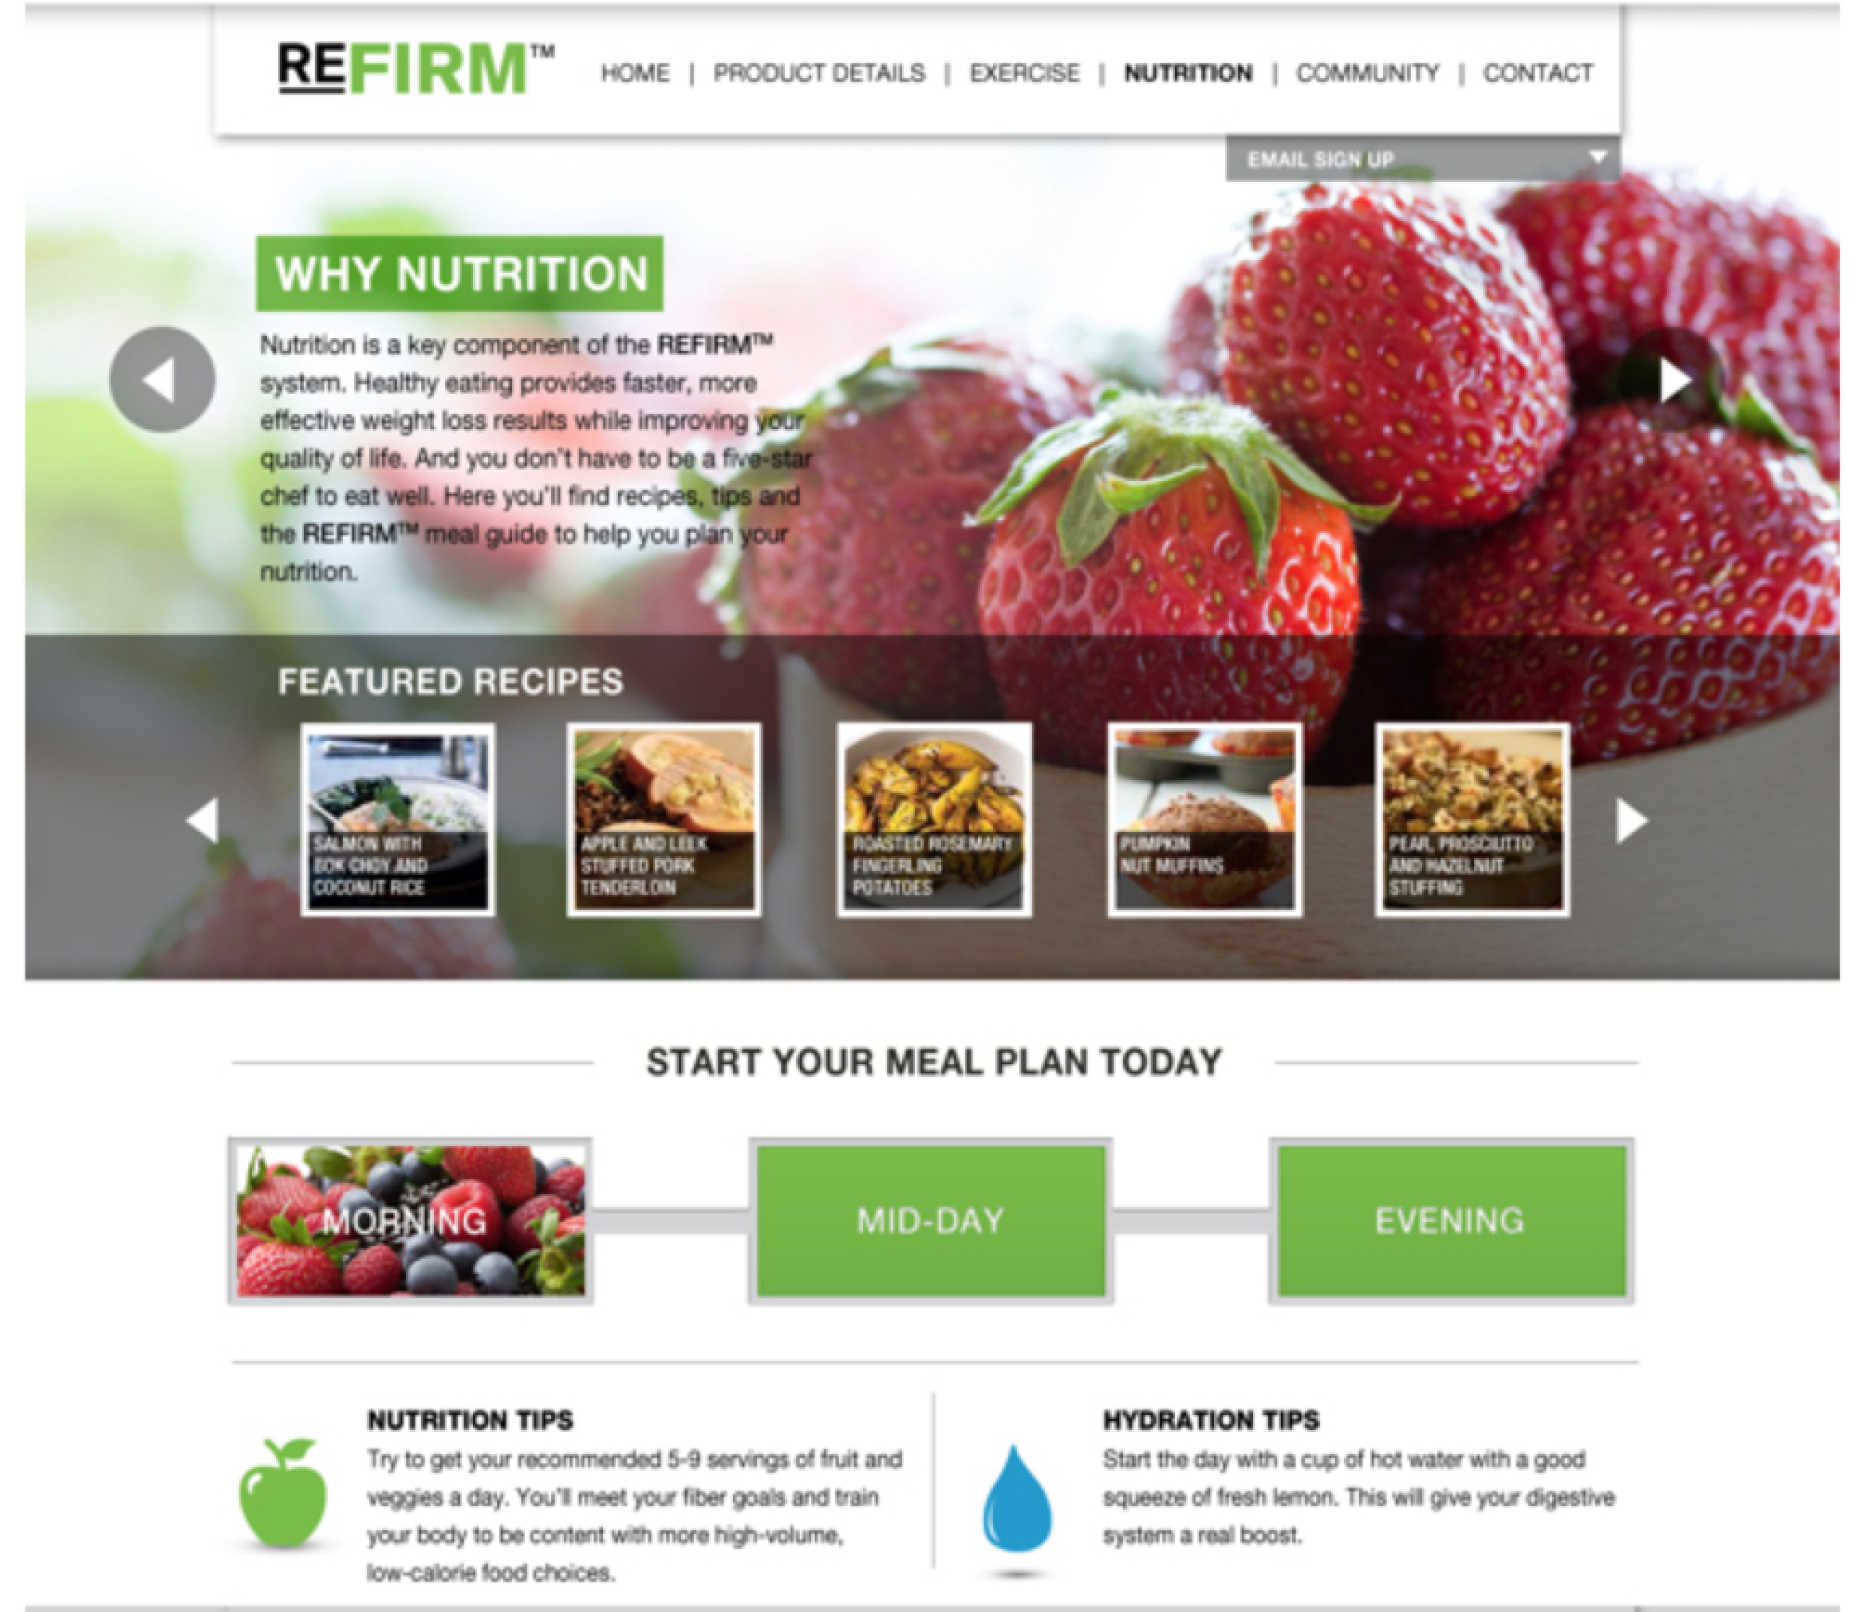 REFIRM™
HOME | PRODUCT DETAILS | EXERCISE | NUTRITION | COMMUNITY | CONTACT
EMAIL SIGN UP
WHY NUTRITION
Nutrition is a key component of the REFIRM™
system. Healthy eating provides faster, more
effective weight loss results while improving your
quality of life. And you don't have to be a five-star
chef to eat well. Here you'll find recipes, tips and
the REFIRM™ meal guide to help you plan your
nutrition.
FEATURED RECIPES
SALMON WITH
BOK CHOY AND
COCONUT RICE
APPLE AND LEEK
STUFFED PORK
TENDERLOIN
ROASTED ROSEMARY
FINGERLING
POTATOES
PUMPKIN
NUT MUFFINS
PEAR, PROSCIUTTO
AND HAZELNUT
STUFFING
START YOUR MEAL PLAN TODAY
MORNING
MID-DAY
EVENING
NUTRITION TIPS
Try to get your recommended 5-9 servings of fruit and
veggies a day. You'll meet your fiber goals and train
your body to be content with more high-volume,
low-calorie food choices.
HYDRATION TIPS
Start the day with a cup of hot water with a good
squeeze of fresh lemon. This will give your digestive
system a real boost.